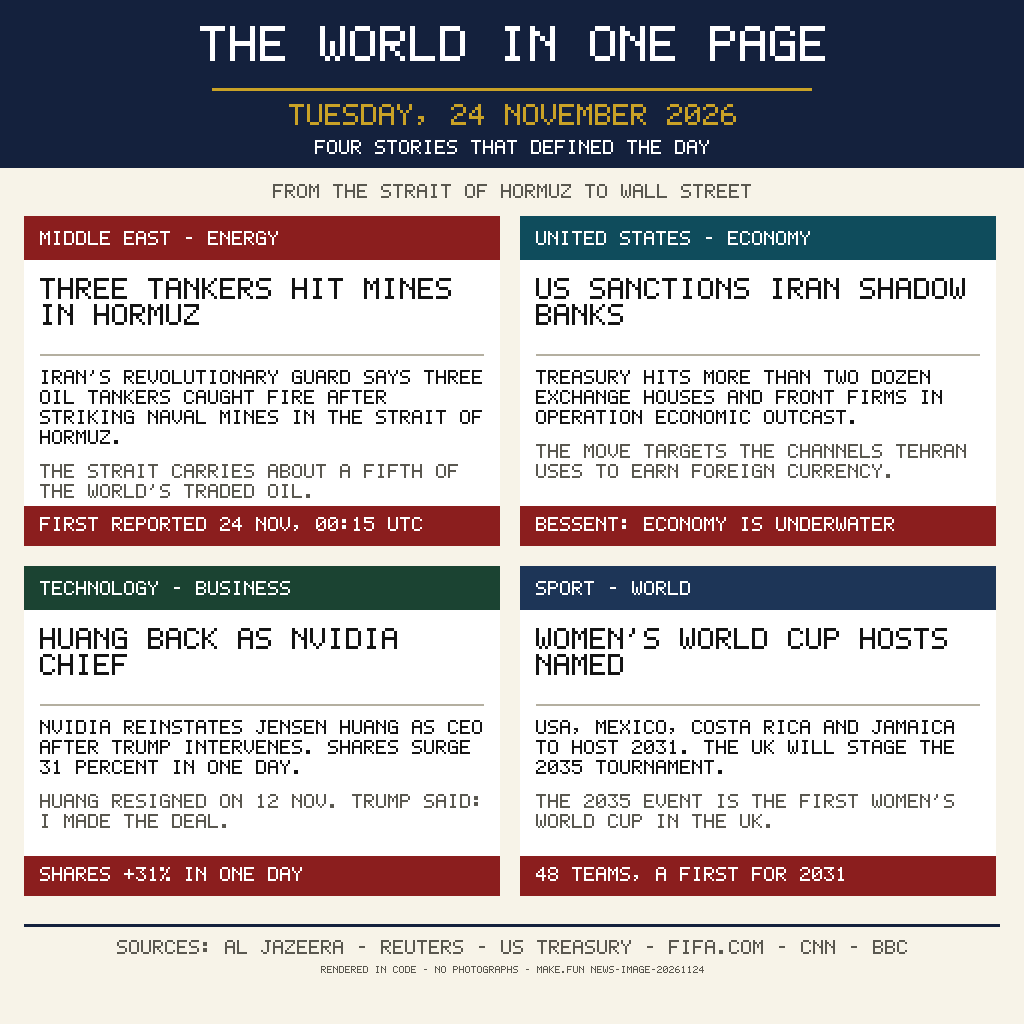 THE WORLD IN ONE PAGE
TUESDAY, 24 NOVEMBER 2026
FOUR STORIES THAT DEFINED THE DAY
FROM THE STRAIT OF HORMUZ TO WALL STREET
MIDDLE EAST - ENERGY
THREE TANKERS HIT MINES
IN HORMUZ
IRAN'S REVOLUTIONARY GUARD SAYS THREE
OIL TANKERS CAUGHT FIRE AFTER
STRIKING NAVAL MINES IN THE STRAIT OF
HORMUZ.
THE STRAIT CARRIES ABOUT A FIFTH OF
THE WORLD'S TRADED OIL.
FIRST REPORTED 24 NOV, 00:15 UTC
UNITED STATES - ECONOMY
US SANCTIONS IRAN SHADOW
BANKS
TREASURY HITS MORE THAN TWO DOZEN
EXCHANGE HOUSES AND FRONT FIRMS IN
OPERATION ECONOMIC OUTCAST.
THE MOVE TARGETS THE CHANNELS TEHRAN
USES TO EARN FOREIGN CURRENCY.
BESSENT: ECONOMY IS UNDERWATER
TECHNOLOGY - BUSINESS
HUANG BACK AS NVIDIA
CHIEF
NVIDIA REINSTATES JENSEN HUANG AS CEO
AFTER TRUMP INTERVENES. SHARES SURGE
31 PERCENT IN ONE DAY.
HUANG RESIGNED ON 12 NOV. TRUMP SAID:
I MADE THE DEAL.
SHARES +31% IN ONE DAY
SPORT - WORLD
WOMEN'S WORLD CUP HOSTS
NAMED
USA, MEXICO, COSTA RICA AND JAMAICA
TO HOST 2031. THE UK WILL STAGE THE
2035 TOURNAMENT.
THE 2035 EVENT IS THE FIRST WOMEN'S
WORLD CUP IN THE UK.
48 TEAMS, A FIRST FOR 2031
SOURCES: AL JAZEERA - REUTERS - US TREASURY - FIFA.COM - CNN - BBC
RENDERED IN CODE - NO PHOTOGRAPHS - MAKE.FUN NEWS-IMAGE-20261124